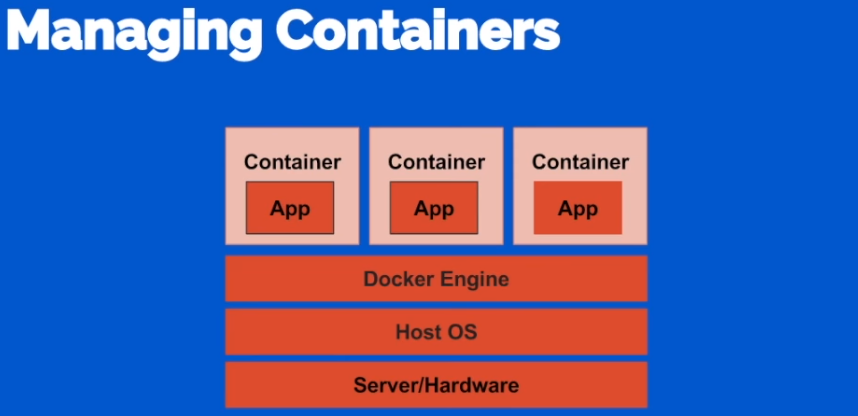 Managing Containers
Container Container Container
App App App
Docker Engine
Host OS
Server/Hardware